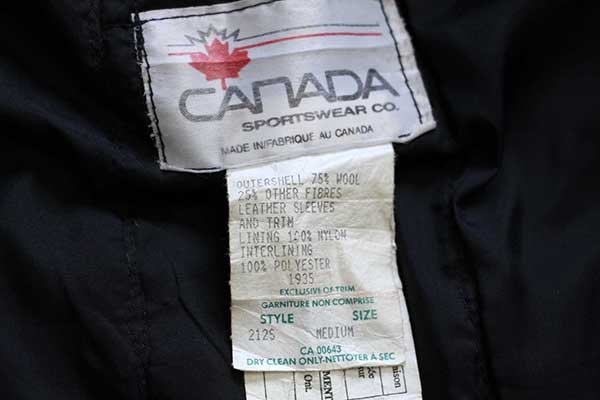 CANADA
SPORTSWEAR CO.
MADE IN/FABRIQUE AU CANADA
OUTERSHELL 75% WOOL
25% OTHER FIBRES
LEATHER SLEEVES
AND TRIM
LINING 100% NYLON
INTERLINING
100% POLYESTER
1935
EXCLUSIVE OF TRIM
GARNITURE NON COMPRISE
STYLE SIZE
212S MEDIUM
CA 00643
DRY CLEAN ONLY-NETTOYER À SEC
Ont.